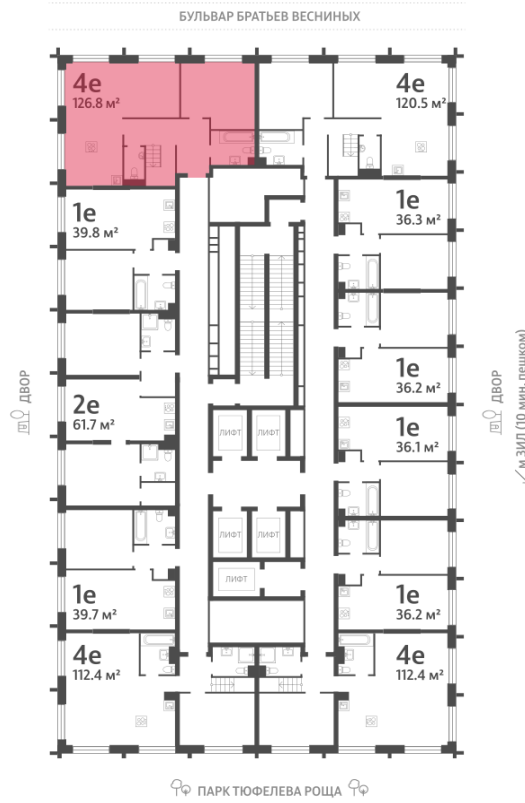 БУЛЬВАР БРАТЬЕВ ВЕСНИНЫХ
4е
126.8 м²
4е
120.5 м²
1е
39.8 м²
1е
36.3 м²
2е
61.7 м²
1е
36.2 м²
1е
36.1 м²
ДВОР
ДВОР
м ЗИЛ (10 мин. пешком)
ЛИФТ
ЛИФТ
ЛИФТ
ЛИФТ
ЛИФТ
1е
39.7 м²
1е
36.2 м²
4е
112.4 м²
4е
112.4 м²
ПАРК ТЮФЕЛЕВА РОЩА